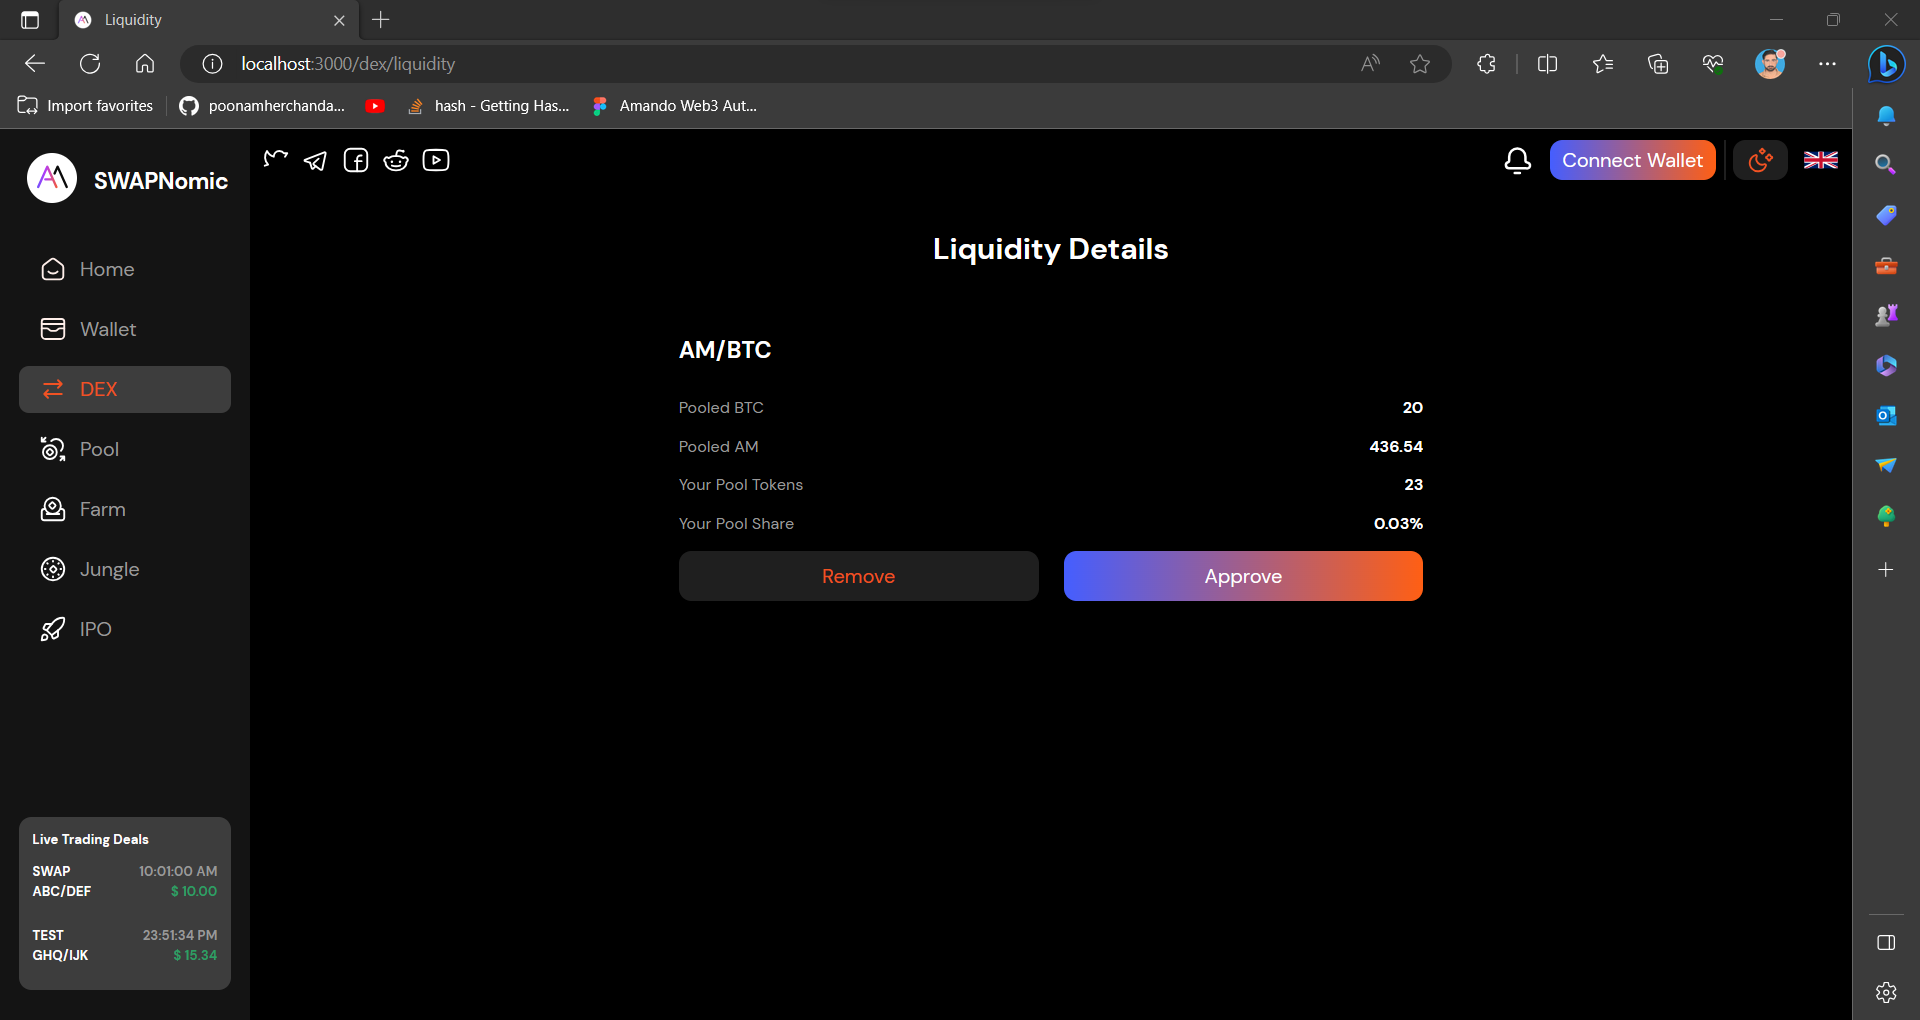 Liquidity
localhost:3000/dex/liquidity
Import favorites
poonamherchanda...
hash - Getting Has...
Amando Web3 Aut...
SWAPNomic
Connect Wallet
Home
Wallet
DEX
Pool
Farm
Jungle
IPO
Liquidity Details
AM/BTC
Pooled BTC 20
Pooled AM 436.54
Your Pool Tokens 23
Your Pool Share 0.03%
Remove Approve
Live Trading Deals
SWAP 10:01:00 AM
ABC/DEF $ 10.00
TEST 23:51:34 PM
GHQ/IJK $ 15.34